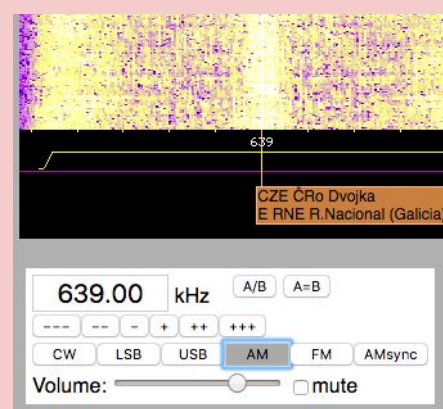 639
CZE ČRo Dvojka
E RNE R.Nacional (Galicia)
639.00 kHz A/B A=B
--- -- - + ++ +++
CW LSB USB AM FM AMsync
Volume: mute